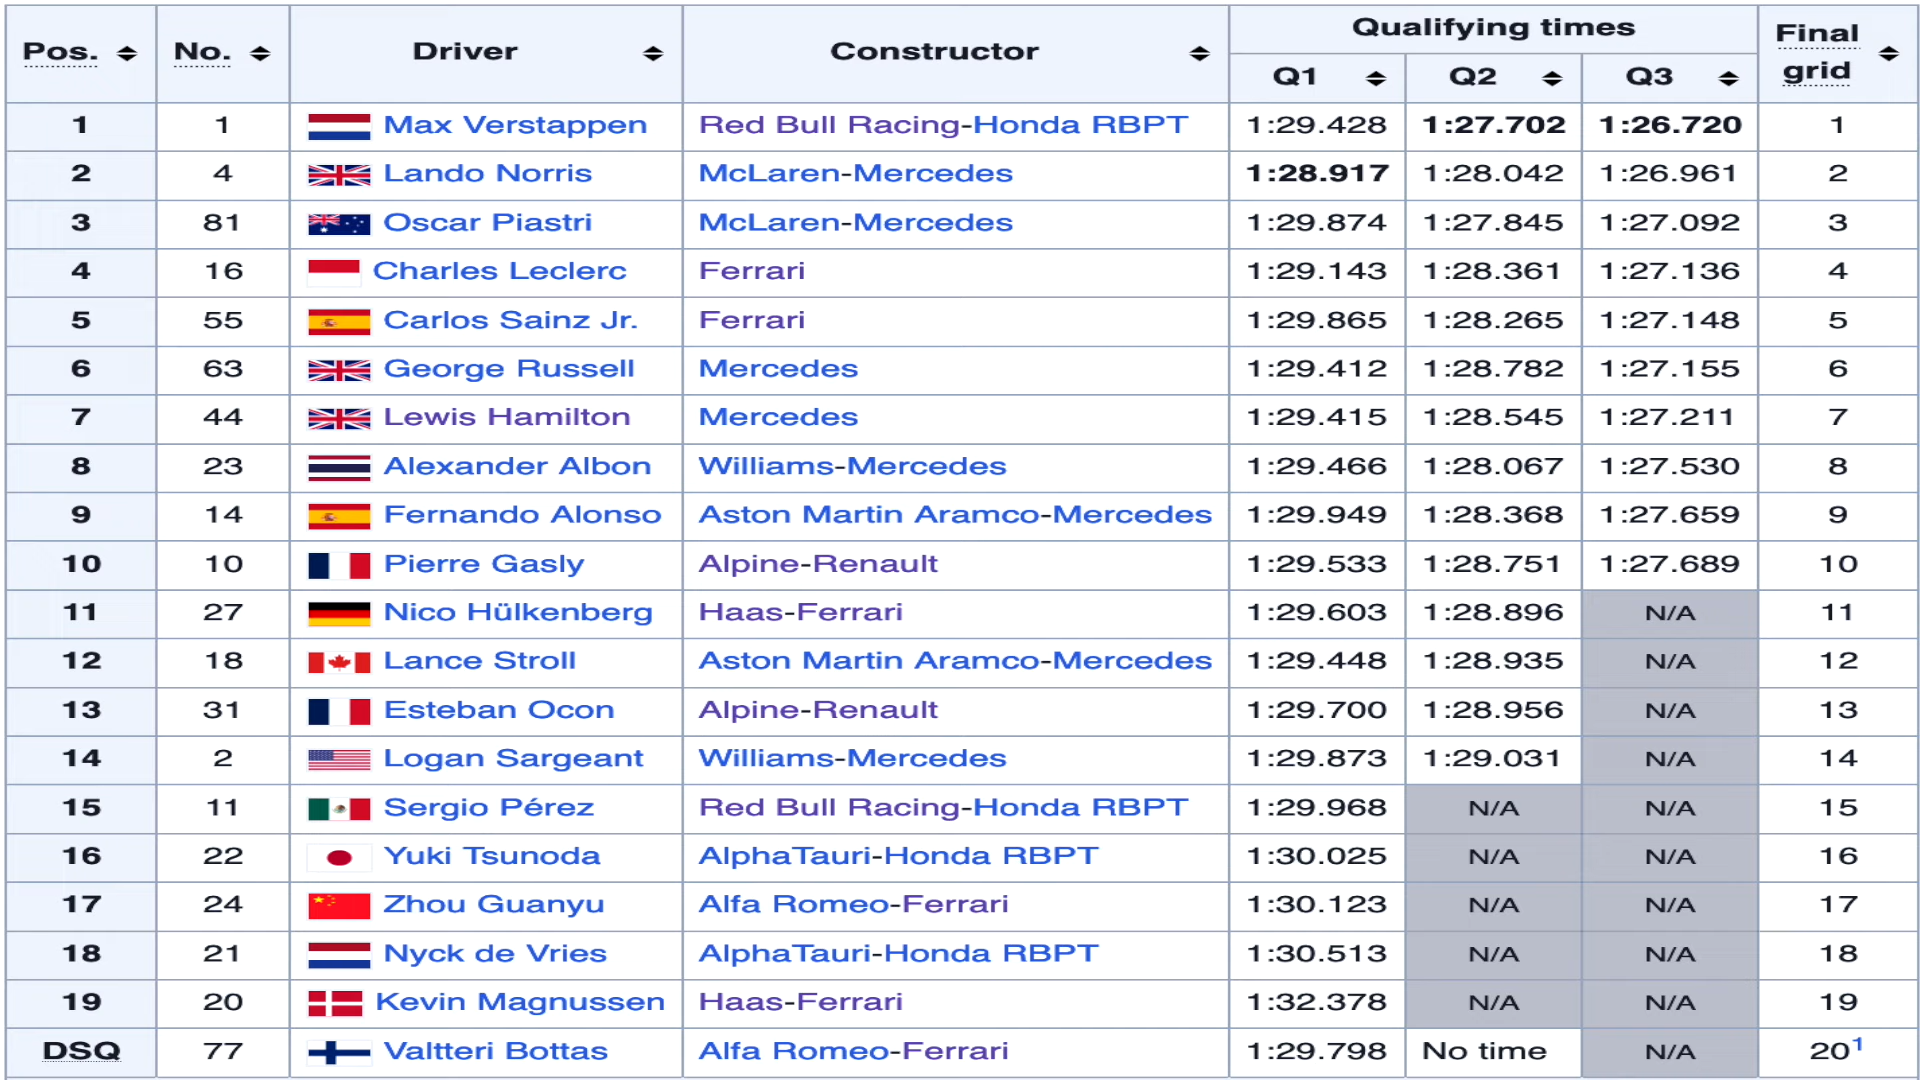 Pos. No. Driver Constructor Qualifying times Final grid
Q1 Q2 Q3
1 1 Max Verstappen Red Bull Racing-Honda RBPT 1:29.428 1:27.702 1:26.720 1
2 4 Lando Norris McLaren-Mercedes 1:28.917 1:28.042 1:26.961 2
3 81 Oscar Piastri McLaren-Mercedes 1:29.874 1:27.845 1:27.092 3
4 16 Charles Leclerc Ferrari 1:29.143 1:28.361 1:27.136 4
5 55 Carlos Sainz Jr. Ferrari 1:29.865 1:28.265 1:27.148 5
6 63 George Russell Mercedes 1:29.412 1:28.782 1:27.155 6
7 44 Lewis Hamilton Mercedes 1:29.415 1:28.545 1:27.211 7
8 23 Alexander Albon Williams-Mercedes 1:29.466 1:28.067 1:27.530 8
9 14 Fernando Alonso Aston Martin Aramco-Mercedes 1:29.949 1:28.368 1:27.659 9
10 10 Pierre Gasly Alpine-Renault 1:29.533 1:28.751 1:27.689 10
11 27 Nico Hülkenberg Haas-Ferrari 1:29.603 1:28.896 N/A 11
12 18 Lance Stroll Aston Martin Aramco-Mercedes 1:29.448 1:28.935 N/A 12
13 31 Esteban Ocon Alpine-Renault 1:29.700 1:28.956 N/A 13
14 2 Logan Sargeant Williams-Mercedes 1:29.873 1:29.031 N/A 14
15 11 Sergio Pérez Red Bull Racing-Honda RBPT 1:29.968 N/A N/A 15
16 22 Yuki Tsunoda AlphaTauri-Honda RBPT 1:30.025 N/A N/A 16
17 24 Zhou Guanyu Alfa Romeo-Ferrari 1:30.123 N/A N/A 17
18 21 Nyck de Vries AlphaTauri-Honda RBPT 1:30.513 N/A N/A 18
19 20 Kevin Magnussen Haas-Ferrari 1:32.378 N/A N/A 19
DSQ 77 Valtteri Bottas Alfa Romeo-Ferrari 1:29.798 No time N/A 20¹